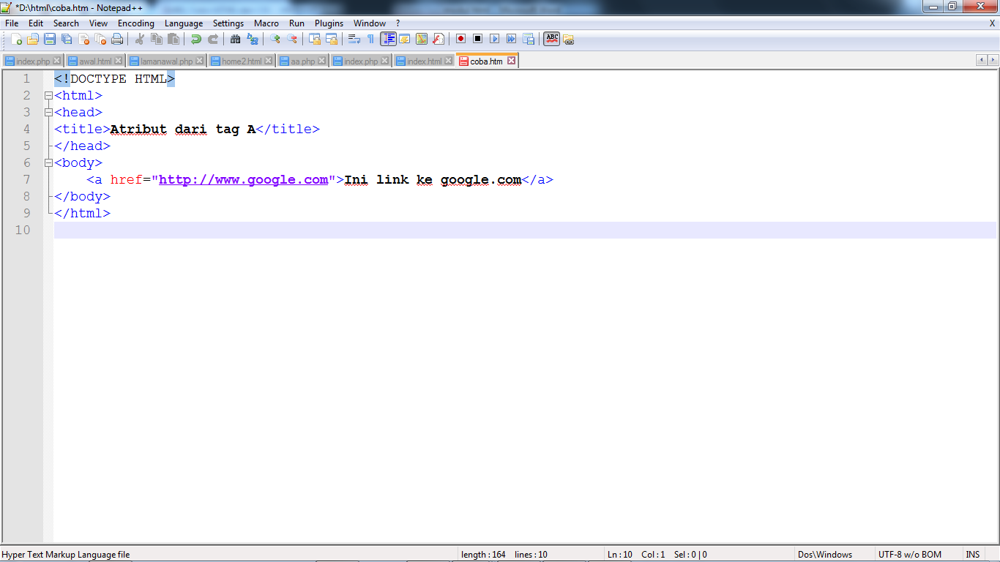 *D:\html\coba.htm - Notepad++
File Edit Search View Encoding Language Settings Macro Run Plugins Window ? X
ABC
index.php awal.html lamanawal.php home2.html aa.php index.php index.html coba.htm
1 <!DOCTYPE HTML>
2 <html>
3 <head>
4 <title>Atribut dari tag A</title>
5 </head>
6 <body>
7 <a href="http://www.google.com">Ini link ke google.com</a>
8 </body>
9 </html>
10
Hyper Text Markup Language file length : 164 lines : 10 Ln : 10 Col : 1 Sel : 0 | 0 Dos\Windows UTF-8 w/o BOM INS